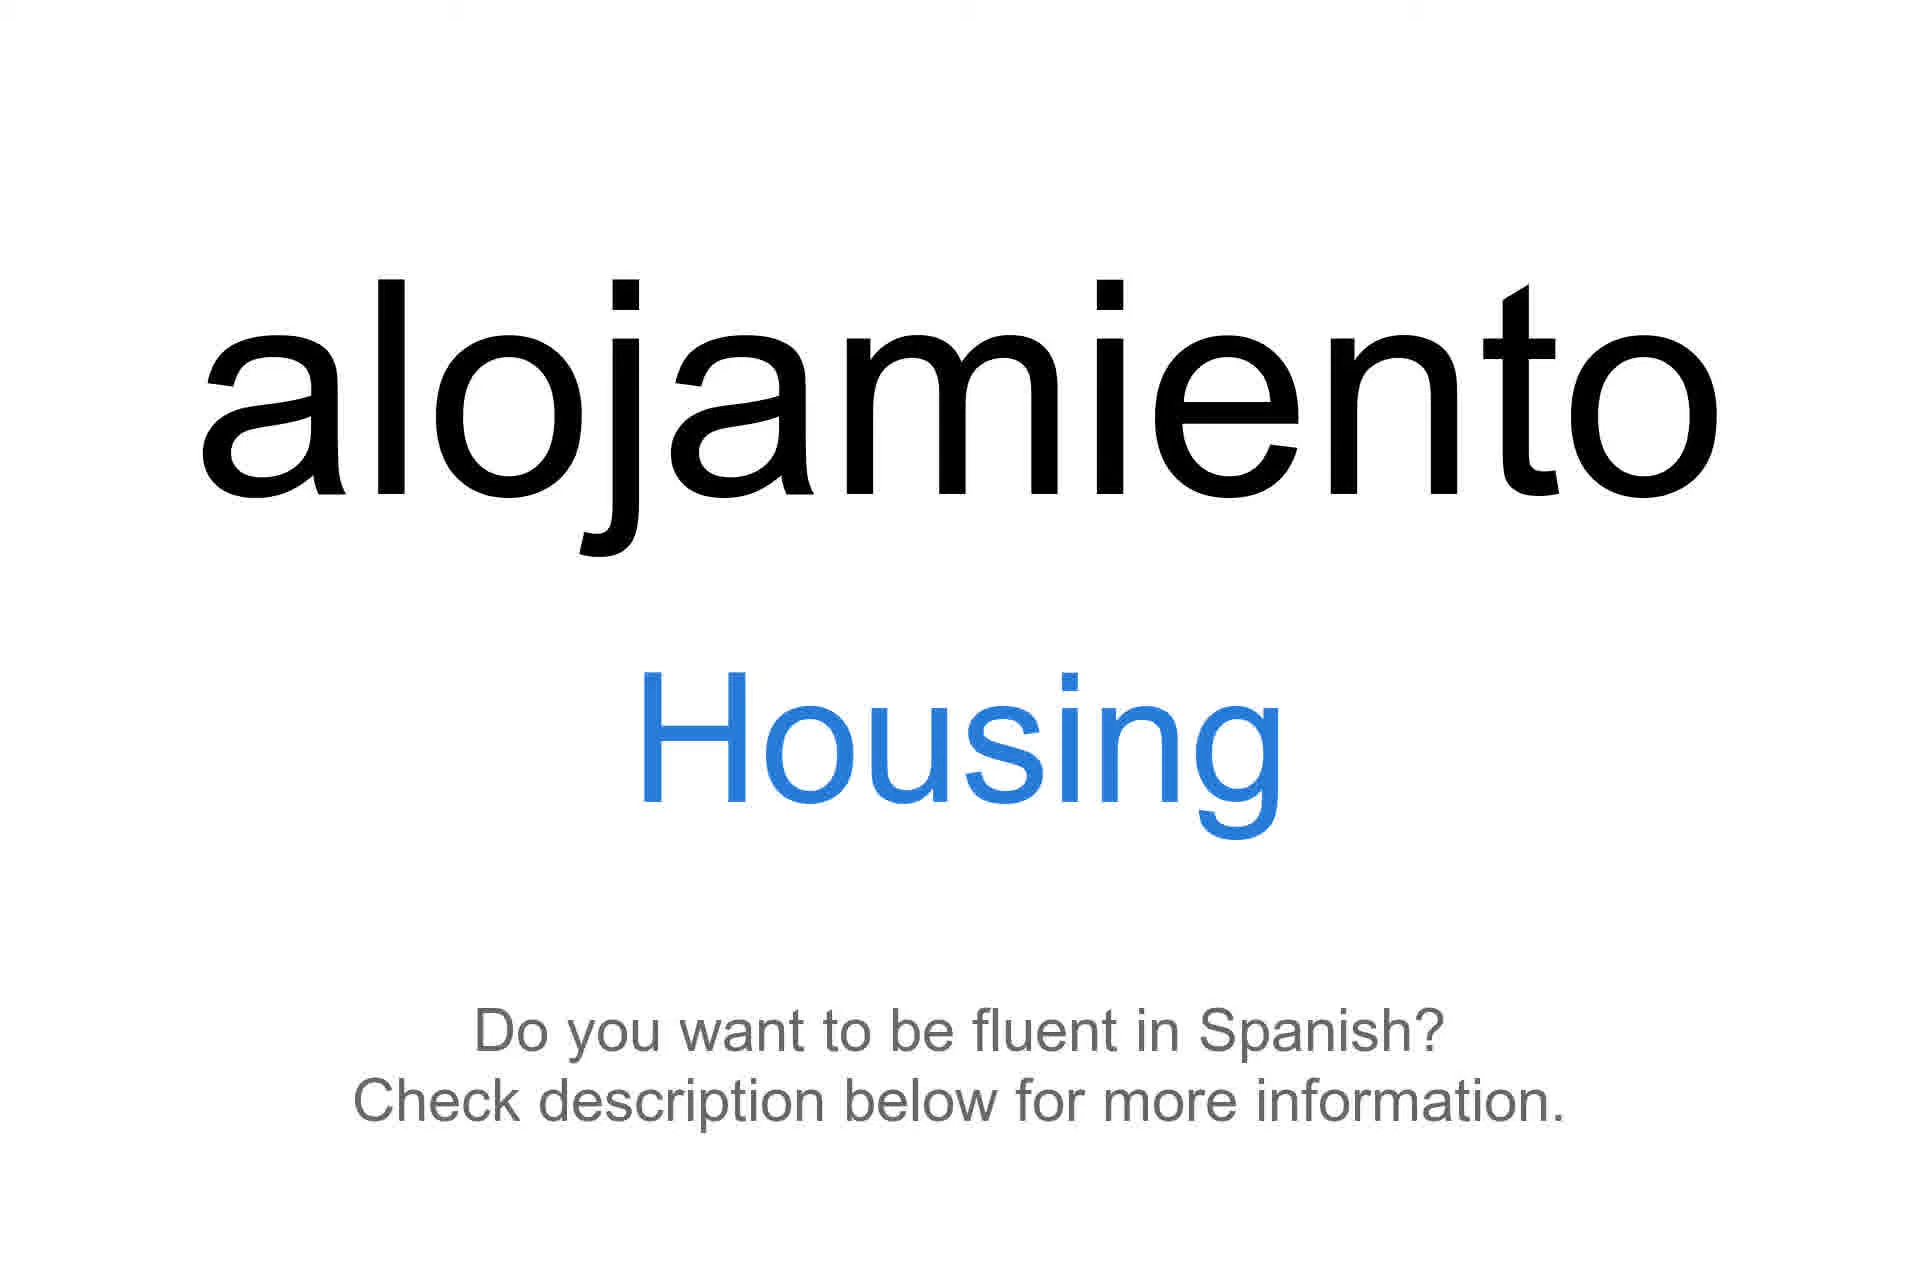 alojamiento
Housing
Do you want to be fluent in Spanish?
Check description below for more information.